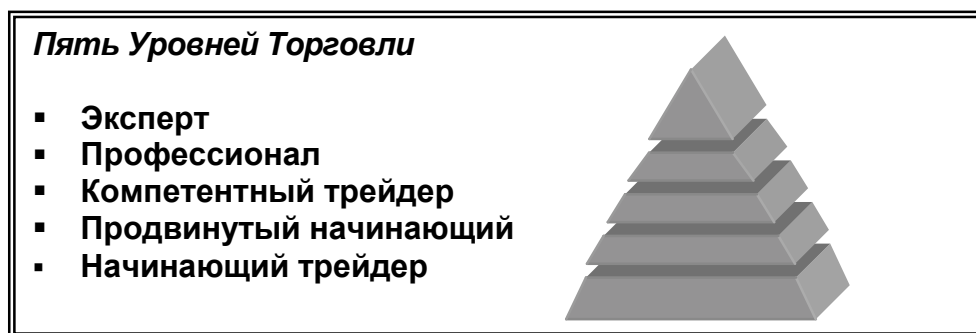 Пять Уровней Торговли
▪ Эксперт
▪ Профессионал
▪ Компетентный трейдер
▪ Продвинутый начинающий
▪ Начинающий трейдер